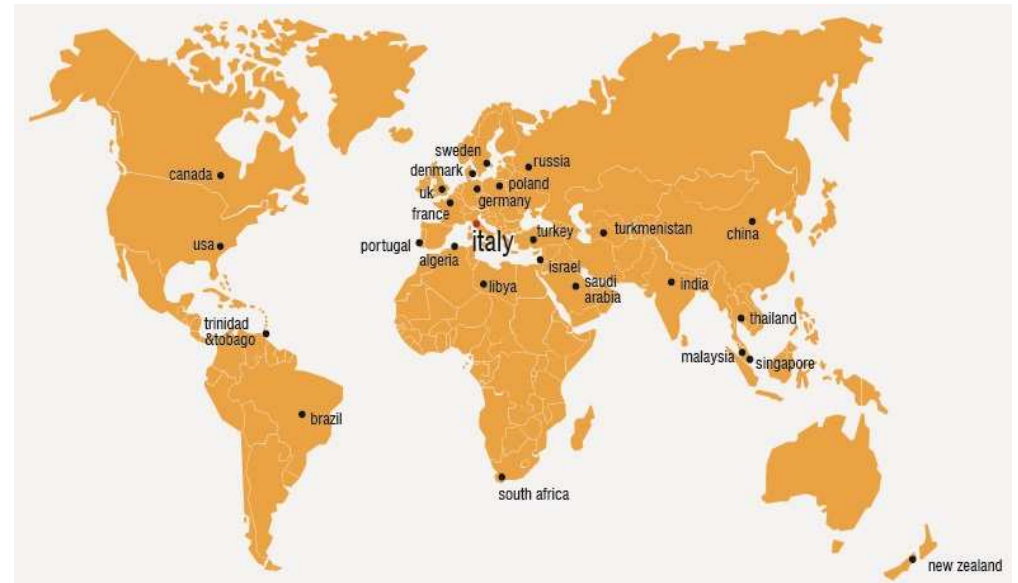 sweden
denmark
russia
canada
uk
poland
germany
france
usa
portugal
algeria
italy
turkey
turkmenistan
china
israel
libya
saudi
arabia
india
trinidad
&tobago
thailand
malaysia
singapore
brazil
south africa
new zealand